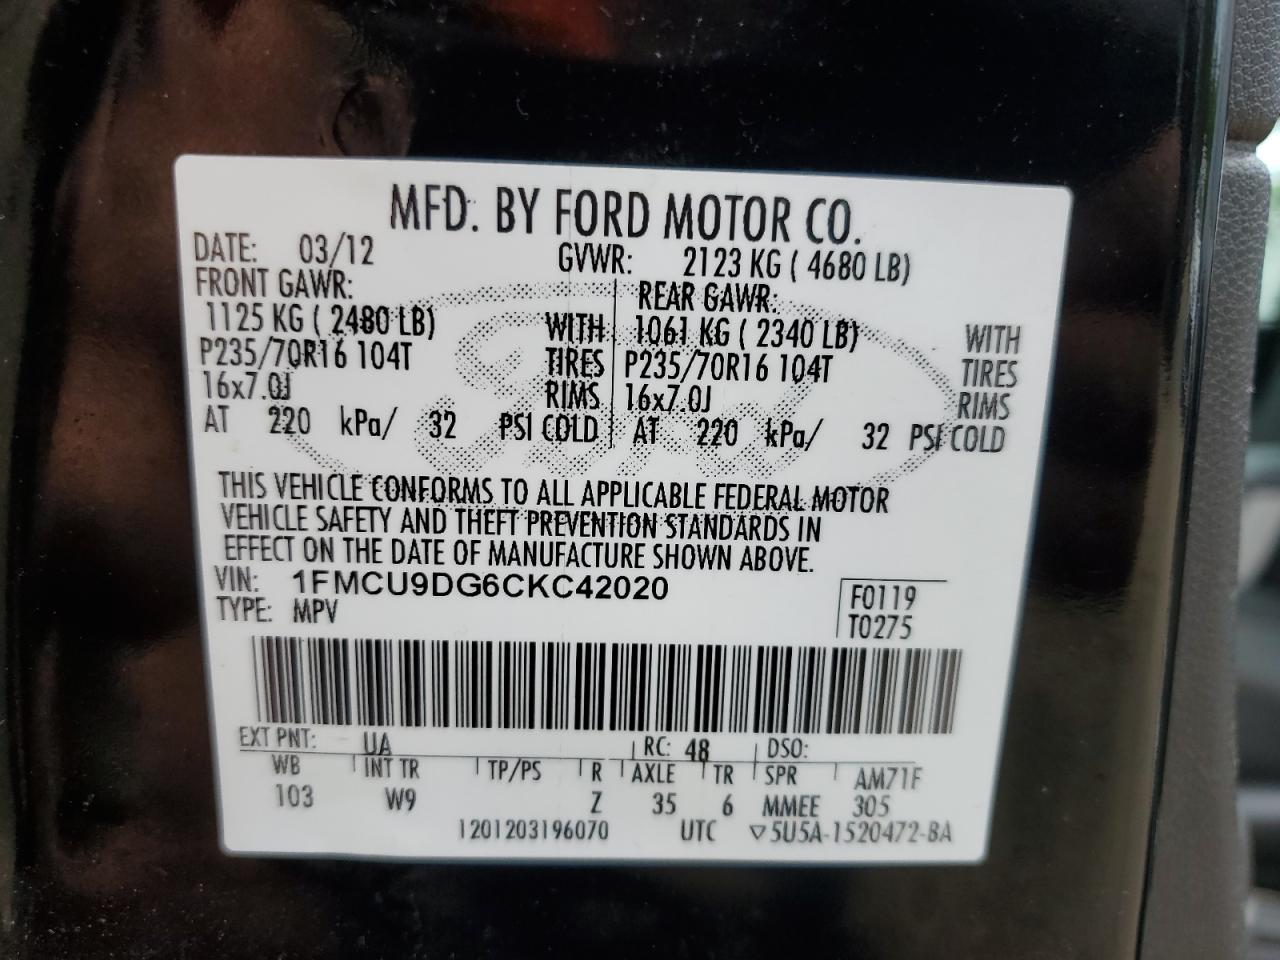 MFD. BY FORD MOTOR CO.
DATE: 03/12 GVWR: 2123 KG ( 4680 LB)
FRONT GAWR: REAR GAWR:
1125 KG ( 2480 LB) WITH 1061 KG ( 2340 LB) WITH
P235/70R16 104T TIRES P235/70R16 104T TIRES
16x7.0J RIMS 16x7.0J RIMS
AT 220 kPa/ 32 PSI COLD AT 220 kPa/ 32 PSI COLD
THIS VEHICLE CONFORMS TO ALL APPLICABLE FEDERAL MOTOR
VEHICLE SAFETY AND THEFT PREVENTION STANDARDS IN
EFFECT ON THE DATE OF MANUFACTURE SHOWN ABOVE.
VIN: 1FMCU9DG6CKC42020 F0119
TYPE: MPV T0275
EXT PNT: UA RC: 48 DSO:
WB INT TR TP/PS R AXLE TR SPR AM71F
103 W9 Z 35 6 MMEE 305
1201203196070 UTC ▽5U5A-1520472-BA
Ford